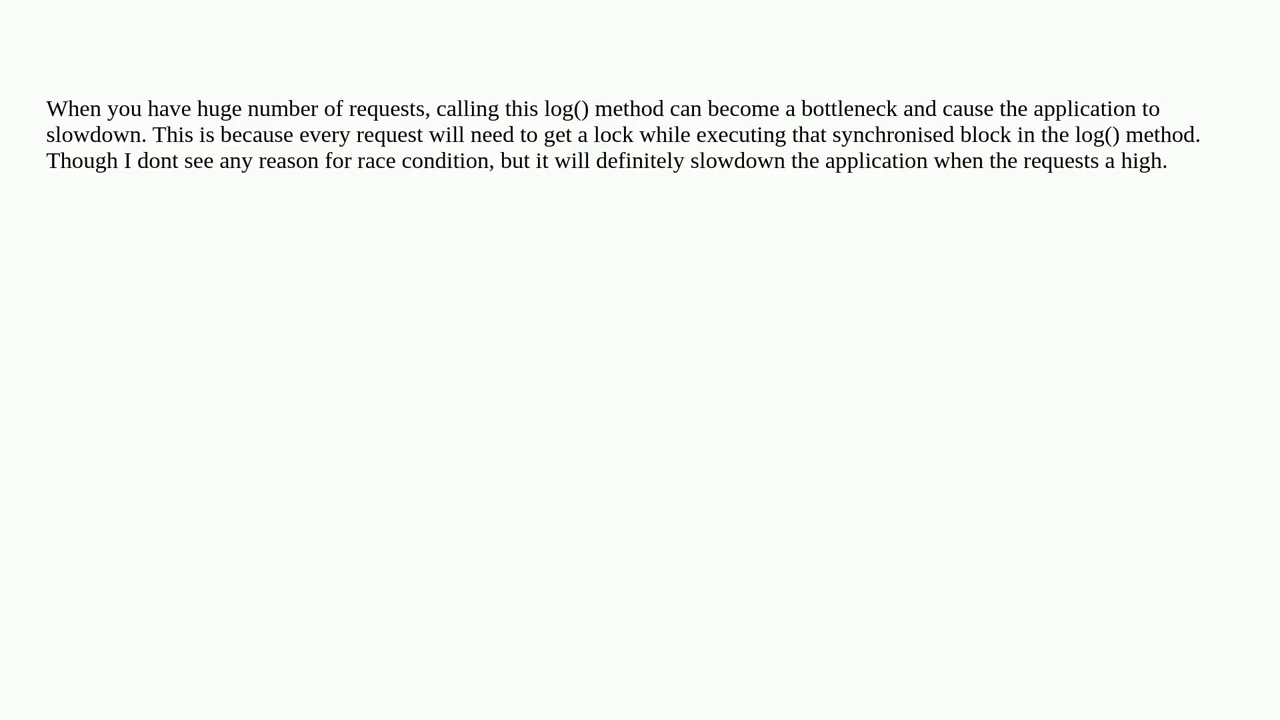 When you have huge number of requests, calling this log() method can become a bottleneck and cause the application to
slowdown. This is because every request will need to get a lock while executing that synchronised block in the log() method.
Though I dont see any reason for race condition, but it will definitely slowdown the application when the requests a high.